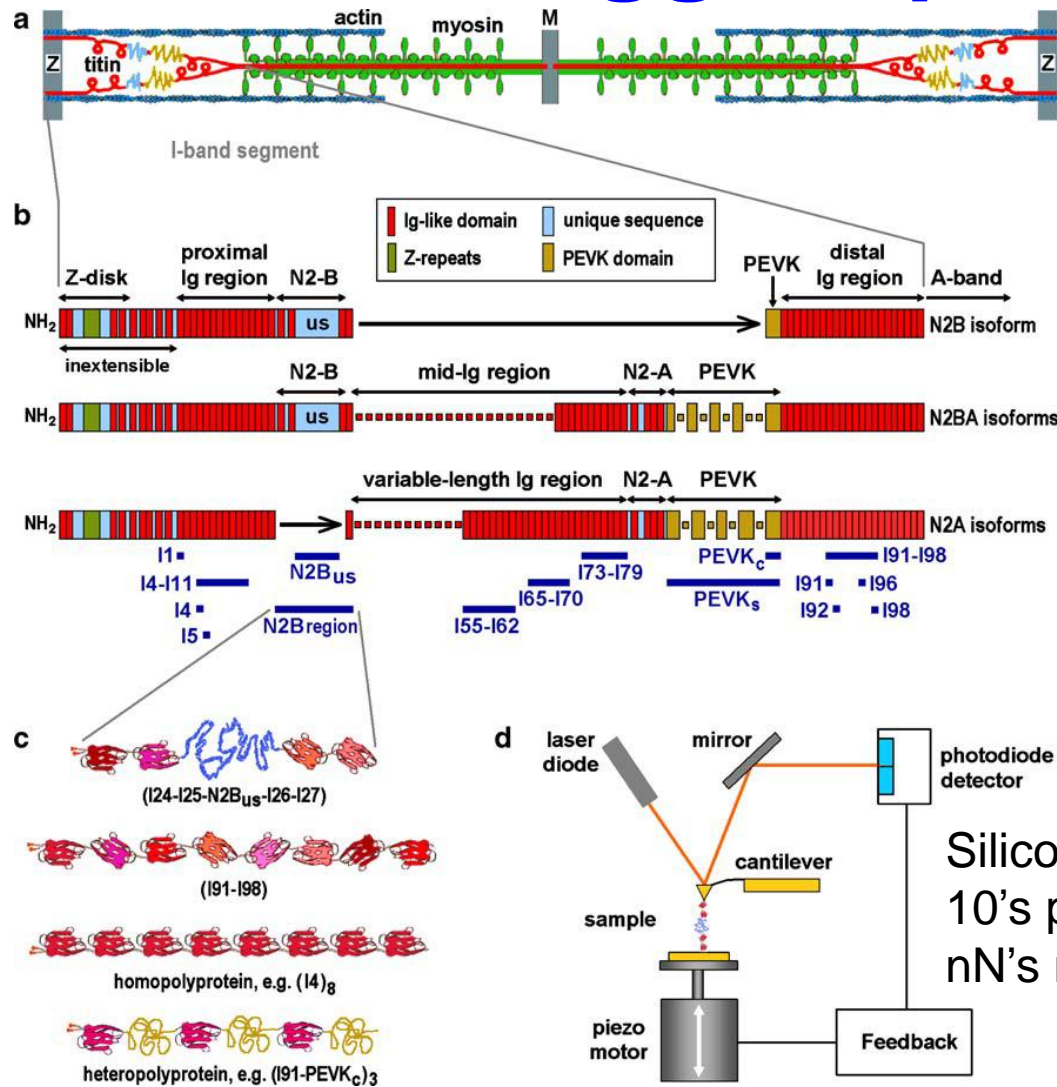 a
actin
myosin
M
Z
titin
Z
I-band segment
b
Ig-like domain
unique sequence
Z-repeats
PEVK domain
Z-disk
proximal
Ig region
N2-B
PEVK
distal
Ig region
A-band
NH2
us
N2B isoform
inextensible
N2-B
mid-Ig region
N2-A
PEVK
NH2
us
N2BA isoforms
variable-length Ig region
N2-A
PEVK
NH2
N2A isoforms
I1
I4-I11
I4
I5
N2Bus
N2B region
I55-I62
I65-I70
I73-I79
PEVKc
PEVKs
I91-I98
I91
I96
I92
I98
c
(I24-I25-N2Bus-I26-I27)
(I91-I98)
homopolyprotein, e.g. (I4)8
heteropolyprotein, e.g. (I91-PEVKc)3
d
laser
diode
mirror
photodiode
detector
cantilever
sample
piezo
motor
Feedback
Silico
10's p
nN's